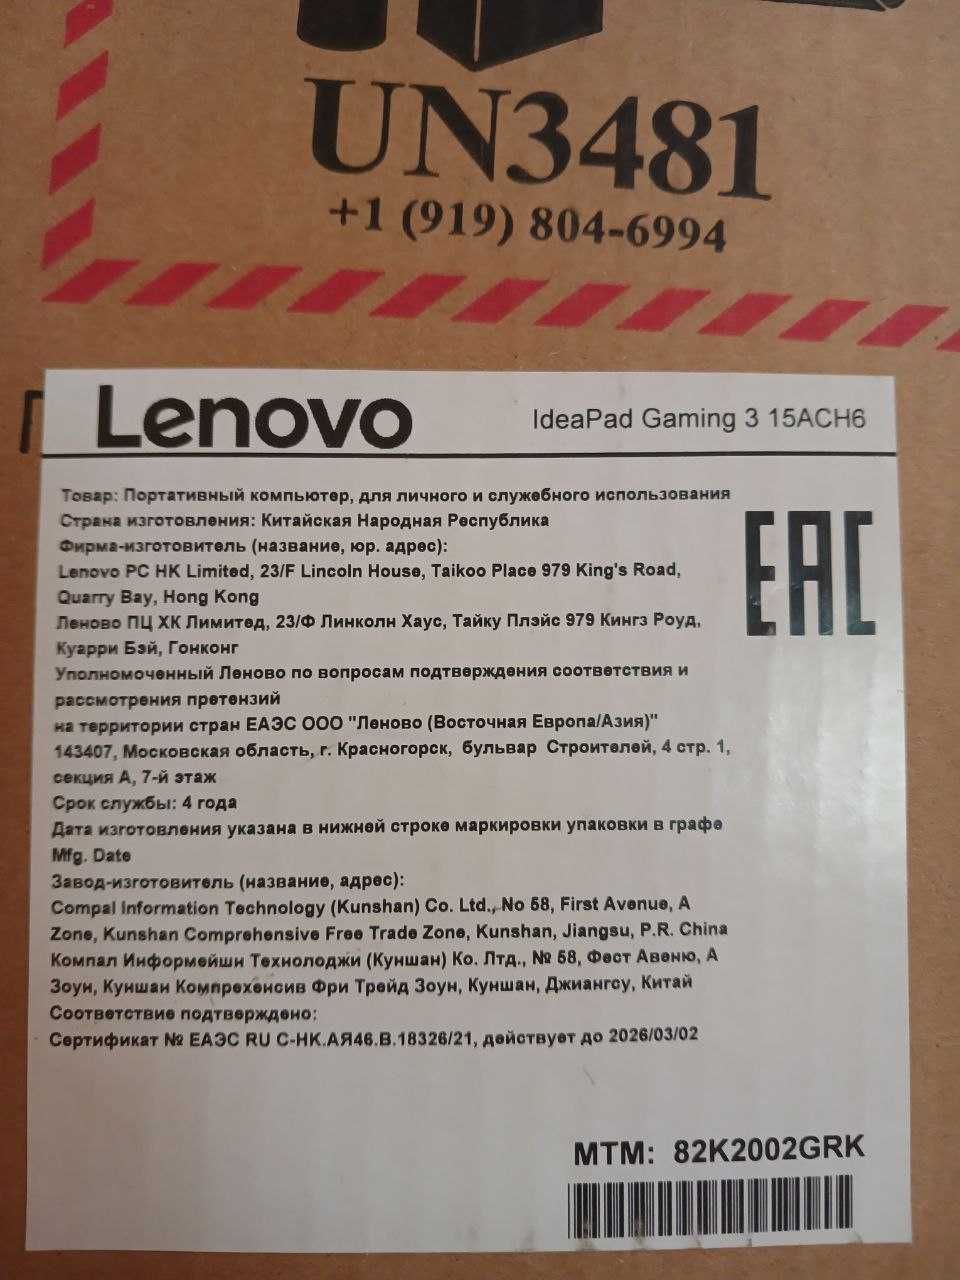 UN3481
+1 (919) 804-6994
Lenovo
IdeaPad Gaming 3 15ACH6
Товар: Портативный компьютер, для личного и служебного использования
Страна изготовления: Китайская Народная Республика
Фирма-изготовитель (название, юр. адрес):
Lenovo PC HK Limited, 23/F Lincoln House, Taikoo Place 979 King's Road,
Quarry Bay, Hong Kong
Леново ПЦ ХК Лимитед, 23/Ф Линколн Хаус, Тайку Плэйс 979 Кингз Роуд,
Куарри Бэй, Гонконг
Уполномоченный Леново по вопросам подтверждения соответствия и
рассмотрения претензий
на территории стран ЕАЭС ООО "Леново (Восточная Европа/Азия)"
143407, Московская область, г. Красногорск, бульвар Строителей, 4 стр. 1,
секция А, 7-й этаж
Срок службы: 4 года
Дата изготовления указана в нижней строке маркировки упаковки в графе
Mfg. Date
Завод-изготовитель (название, адрес):
Compal Information Technology (Kunshan) Co. Ltd., No 58, First Avenue, A
Zone, Kunshan Comprehensive Free Trade Zone, Kunshan, Jiangsu, P.R. China
Компал Информейшн Технолоджи (Куншан) Ко. Лтд., № 58, Фест Авеню, А
Зоун, Куншан Компрехенсив Фри Трейд Зоун, Куншан, Джиангсу, Китай
Соответствие подтверждено:
Сертификат № ЕАЭС RU С-HK.АЯ46.В.18326/21, действует до 2026/03/02
EAC
MTM: 82K2002GRK